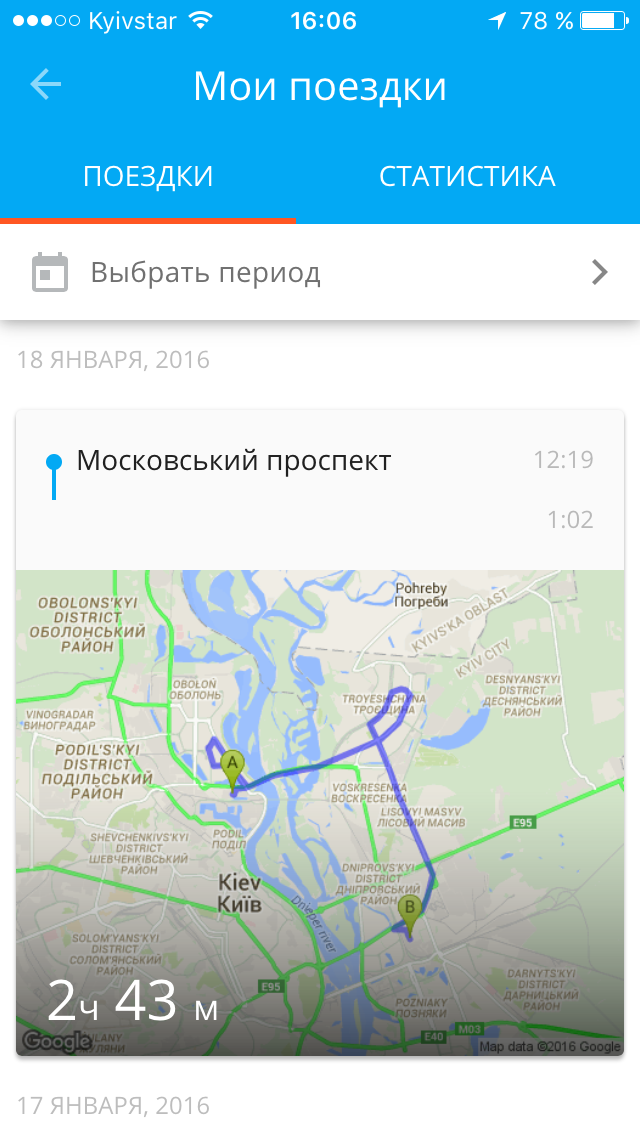 Kyivstar 16:06 78 %
Мои поездки
ПОЕЗДКИ СТАТИСТИКА
Выбрать период
18 ЯНВАРЯ, 2016
Московський проспект 12:19
1:02
Pohreby
Погреби
OBOLONS'KYI
DISTRICT
ОБОЛОНСЬКИЙ
РАЙОН
KYIVS'KA OBLAST
KYIV CITY
OBOLON
ОБОЛОНЬ
TROYESHCHYNA
ТРОЄЩИНА
DESNYANS'KYI
DISTRICT
ДЕСНЯНСЬКИЙ
РАЙОН
VINOGRADAR
ВИНОГРАДАР
PODIL'S'KYI
DISTRICT
ПОДІЛЬСЬКИЙ
РАЙОН
A
VOSKRESENKA
ВОСКРЕСЕНКА
LISOVYI MASYV
ЛІСОВИЙ МАСИВ
E95
SHEVCHENKIVS'KYI
DISTRICT
ШЕВЧЕНКІВСЬКИЙ
РАЙОН
PODIL
ПОДІЛ
DNIPROVS'KYI
DISTRICT
ДНІПРОВСЬКИЙ
РАЙОН
Kiev
Київ
B
Dnieper river
SOLOM'YANS'KYI
DISTRICT
СОЛОМ'ЯНСЬКИЙ
РАЙОН
E95
DARNYTS'KYI
DISTRICT
ДАРНИЦЬКИЙ
РАЙОН
POZNIAKY
ПОЗНЯКИ
2ч 43 м
E40
M03
Google
Map data ©2016 Google
17 ЯНВАРЯ, 2016